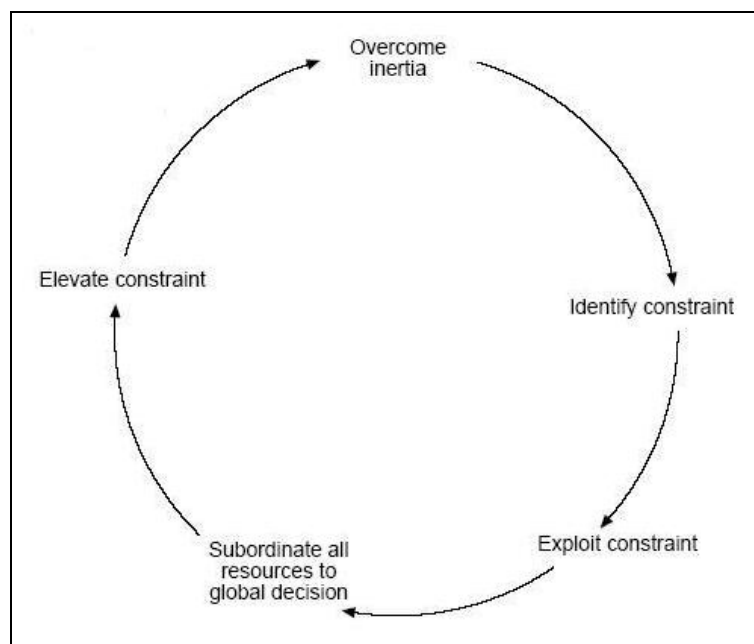 Overcome
inertia
Identify constraint
Exploit constraint
Subordinate all
resources to
global decision
Elevate constraint